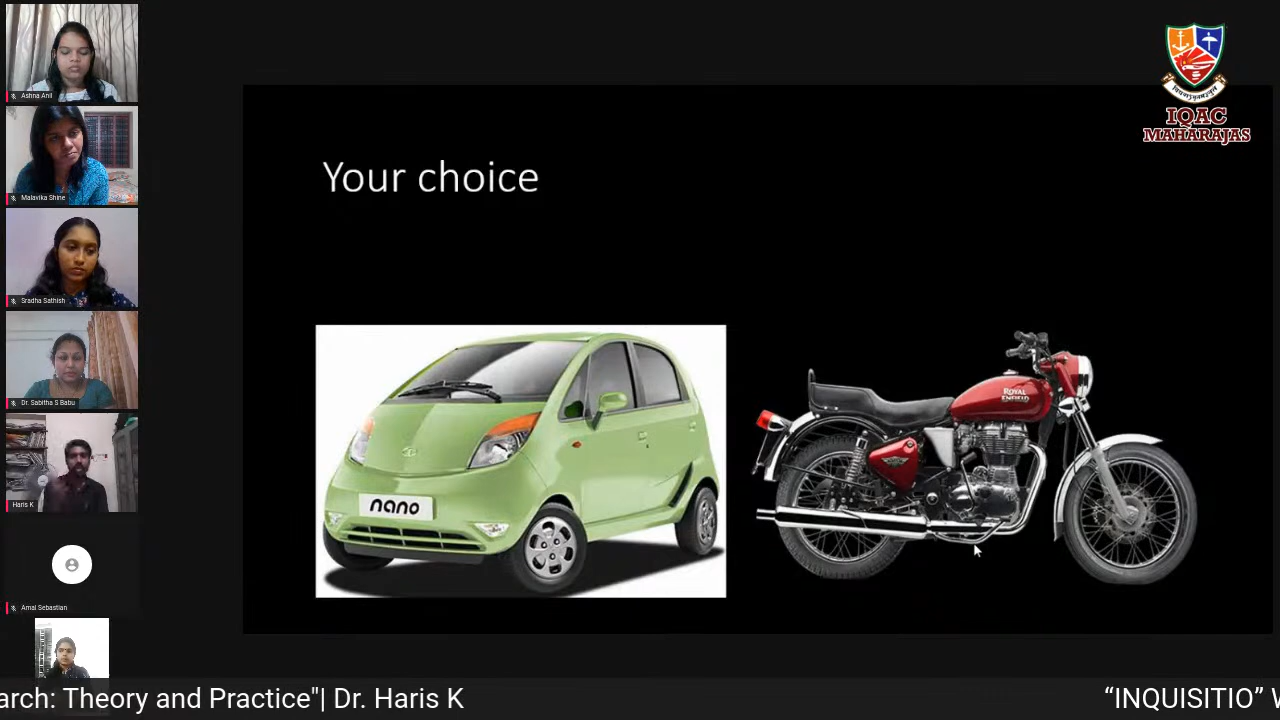 Ashna Anil
Malavika Shine
Sradha Sathish
Dr. Sabitha S Babu
Haris K
Amal Sebastian
Your choice
nano
ROYAL
ENFIELD
IQAC
MAHARAJAS
arch: Theory and Practice"| Dr. Haris K
“INQUISITIO” W